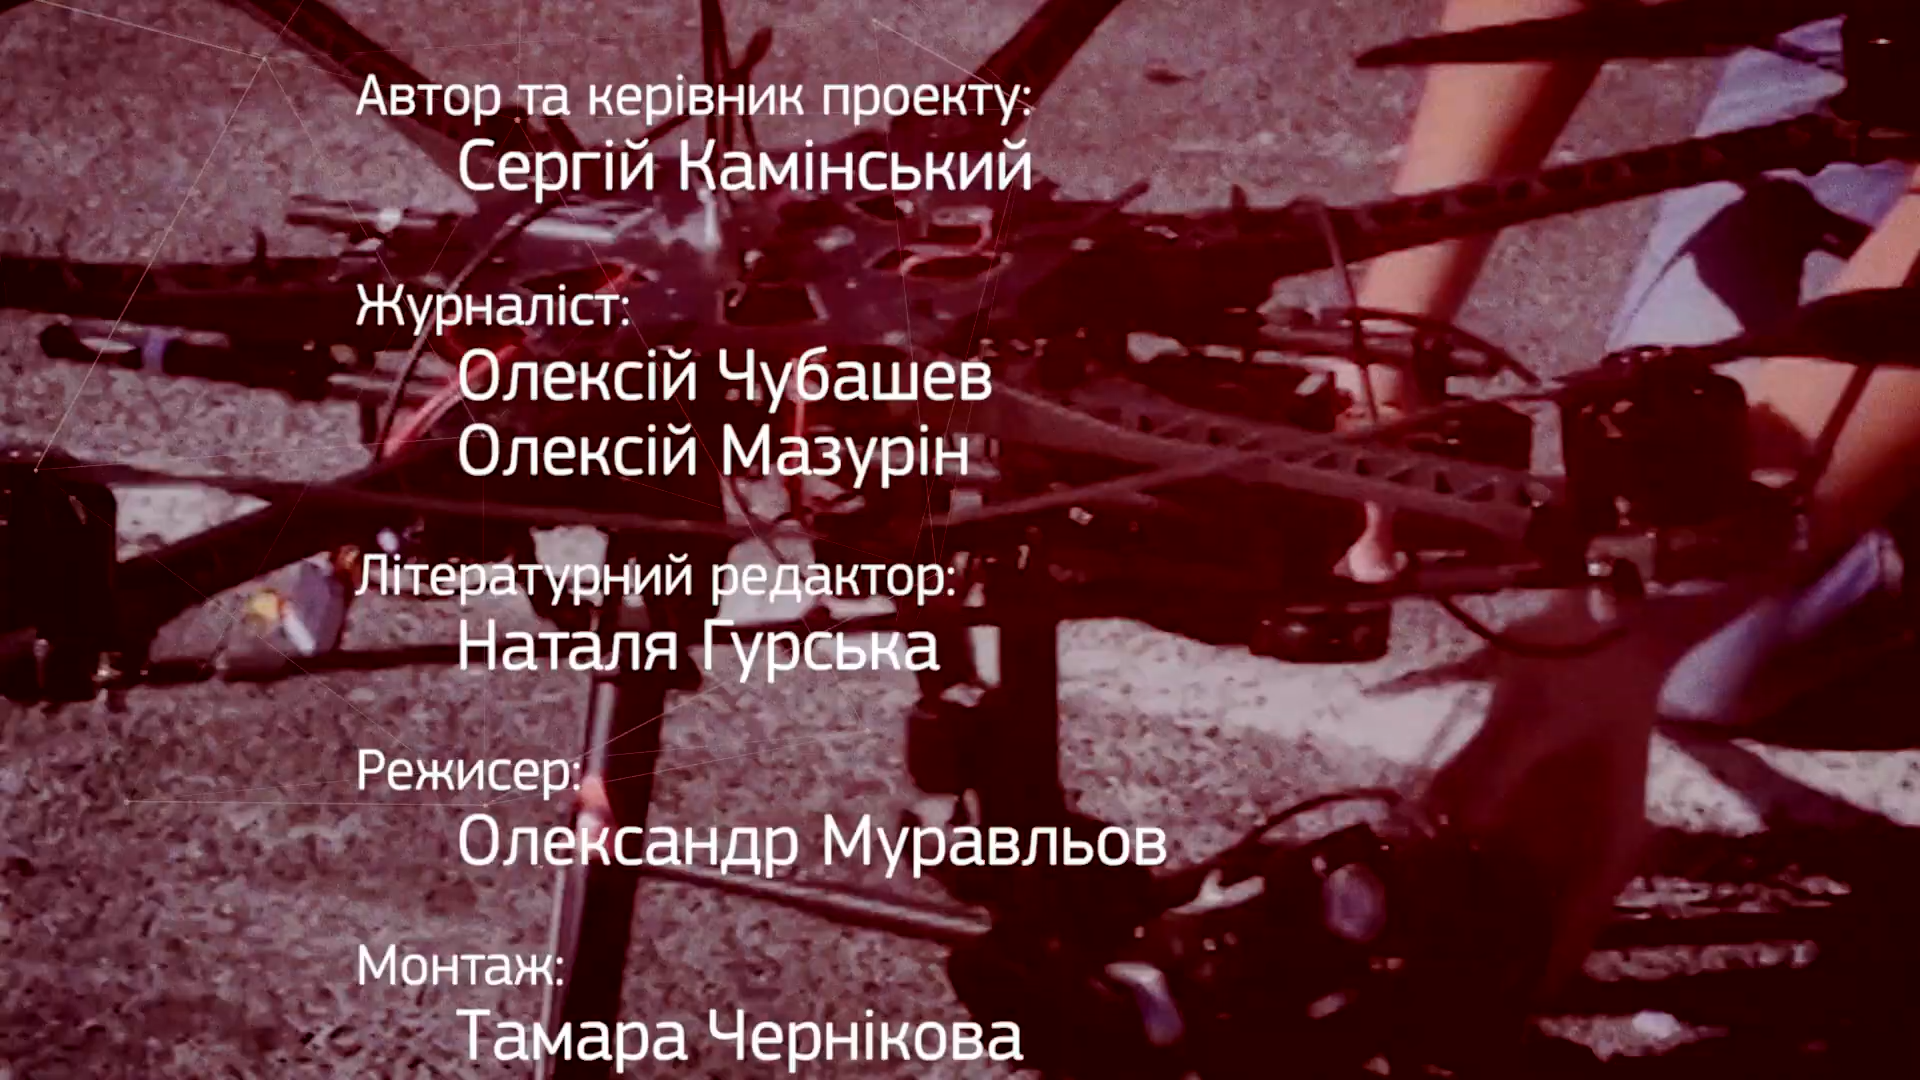 Автор та керівник проекту:
Сергій Камінський
Журналіст:
Олексій Чубашев
Олексій Мазурін
Літературний редактор:
Наталя Гурська
Режисер:
Олександр Муравльов
Монтаж:
Тамара Чернікова